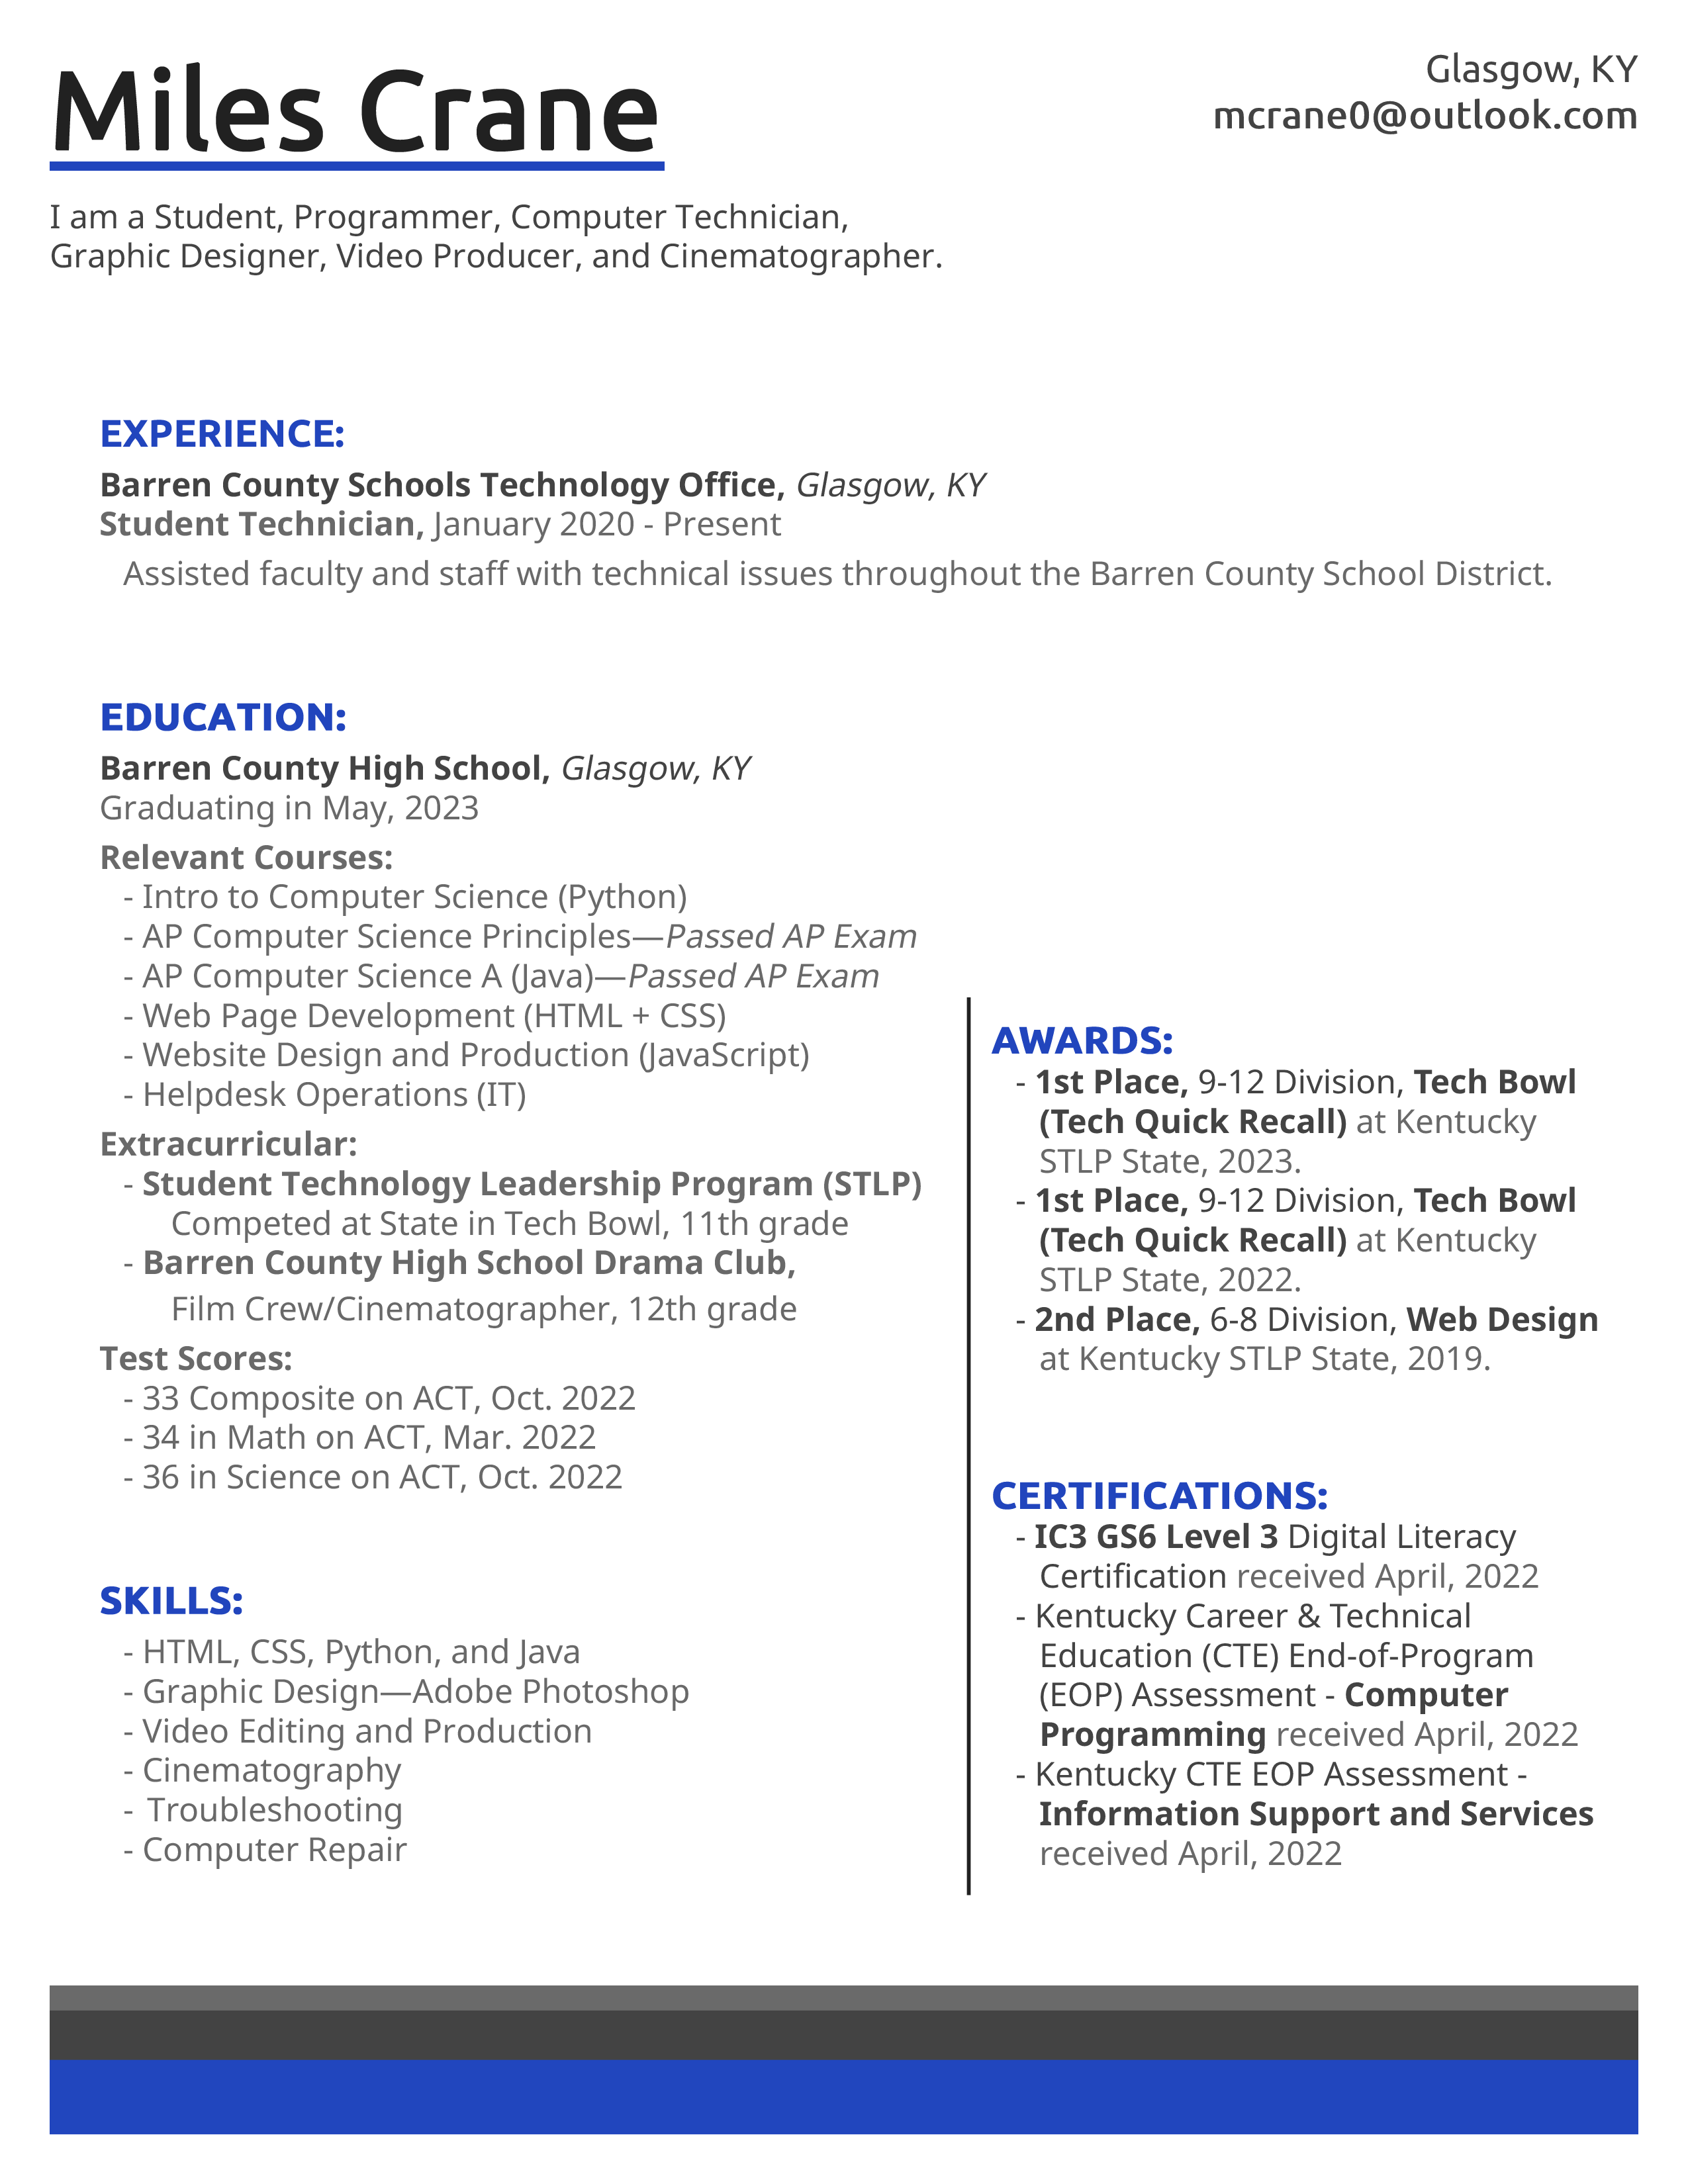 Miles Crane
Glasgow, KY
mcrane0@outlook.com
I am a Student, Programmer, Computer Technician,
Graphic Designer, Video Producer, and Cinematographer.
EXPERIENCE:
Barren County Schools Technology Office, Glasgow, KY
Student Technician, January 2020 - Present
Assisted faculty and staff with technical issues throughout the Barren County School District.
EDUCATION:
Barren County High School, Glasgow, KY
Graduating in May, 2023
Relevant Courses:
- Intro to Computer Science (Python)
- AP Computer Science Principles—Passed AP Exam
- AP Computer Science A (Java)—Passed AP Exam
- Web Page Development (HTML + CSS)
- Website Design and Production (JavaScript)
- Helpdesk Operations (IT)
Extracurricular:
- Student Technology Leadership Program (STLP)
Competed at State in Tech Bowl, 11th grade
- Barren County High School Drama Club,
Film Crew/Cinematographer, 12th grade
Test Scores:
- 33 Composite on ACT, Oct. 2022
- 34 in Math on ACT, Mar. 2022
- 36 in Science on ACT, Oct. 2022
SKILLS:
- HTML, CSS, Python, and Java
- Graphic Design—Adobe Photoshop
- Video Editing and Production
- Cinematography
- Troubleshooting
- Computer Repair
AWARDS:
- 1st Place, 9-12 Division, Tech Bowl
(Tech Quick Recall) at Kentucky
STLP State, 2023.
- 1st Place, 9-12 Division, Tech Bowl
(Tech Quick Recall) at Kentucky
STLP State, 2022.
- 2nd Place, 6-8 Division, Web Design
at Kentucky STLP State, 2019.
CERTIFICATIONS:
- IC3 GS6 Level 3 Digital Literacy
Certification received April, 2022
- Kentucky Career & Technical
Education (CTE) End-of-Program
(EOP) Assessment - Computer
Programming received April, 2022
- Kentucky CTE EOP Assessment -
Information Support and Services
received April, 2022